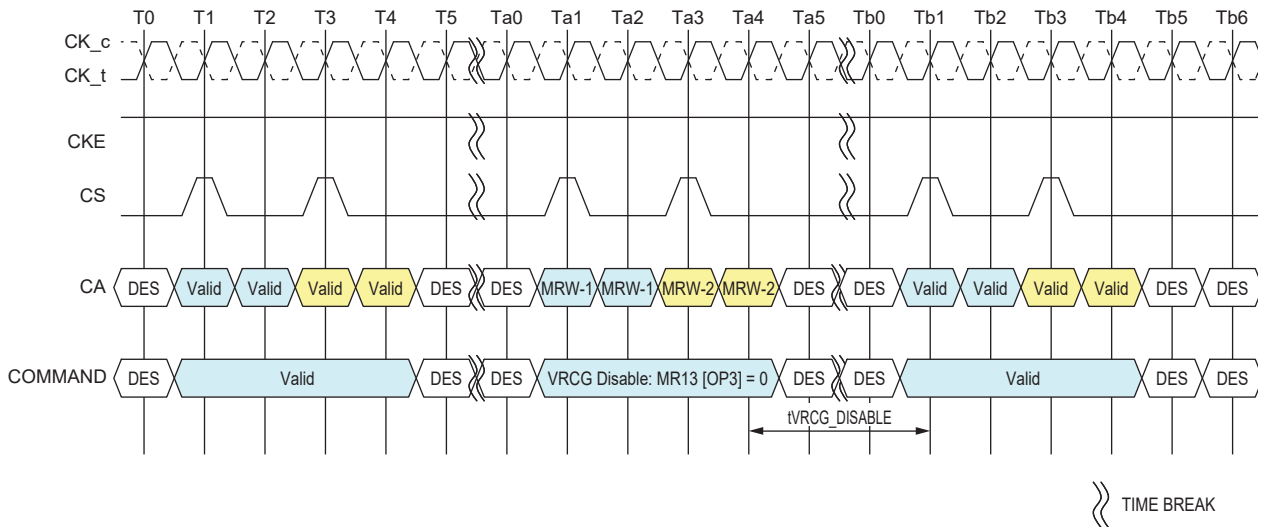 T0 T1 T2 T3 T4 T5 Ta0 Ta1 Ta2 Ta3 Ta4 Ta5 Tb0 Tb1 Tb2 Tb3 Tb4 Tb5 Tb6
CK_c
CK_t
CKE
CS
CA DES Valid Valid Valid Valid DES DES MRW-1 MRW-1 MRW-2 MRW-2 DES DES Valid Valid Valid Valid DES DES
COMMAND DES Valid DES DES VRCG Disable: MR13 [OP3] = 0 DES DES Valid DES DES
tVRCG_DISABLE
TIME BREAK